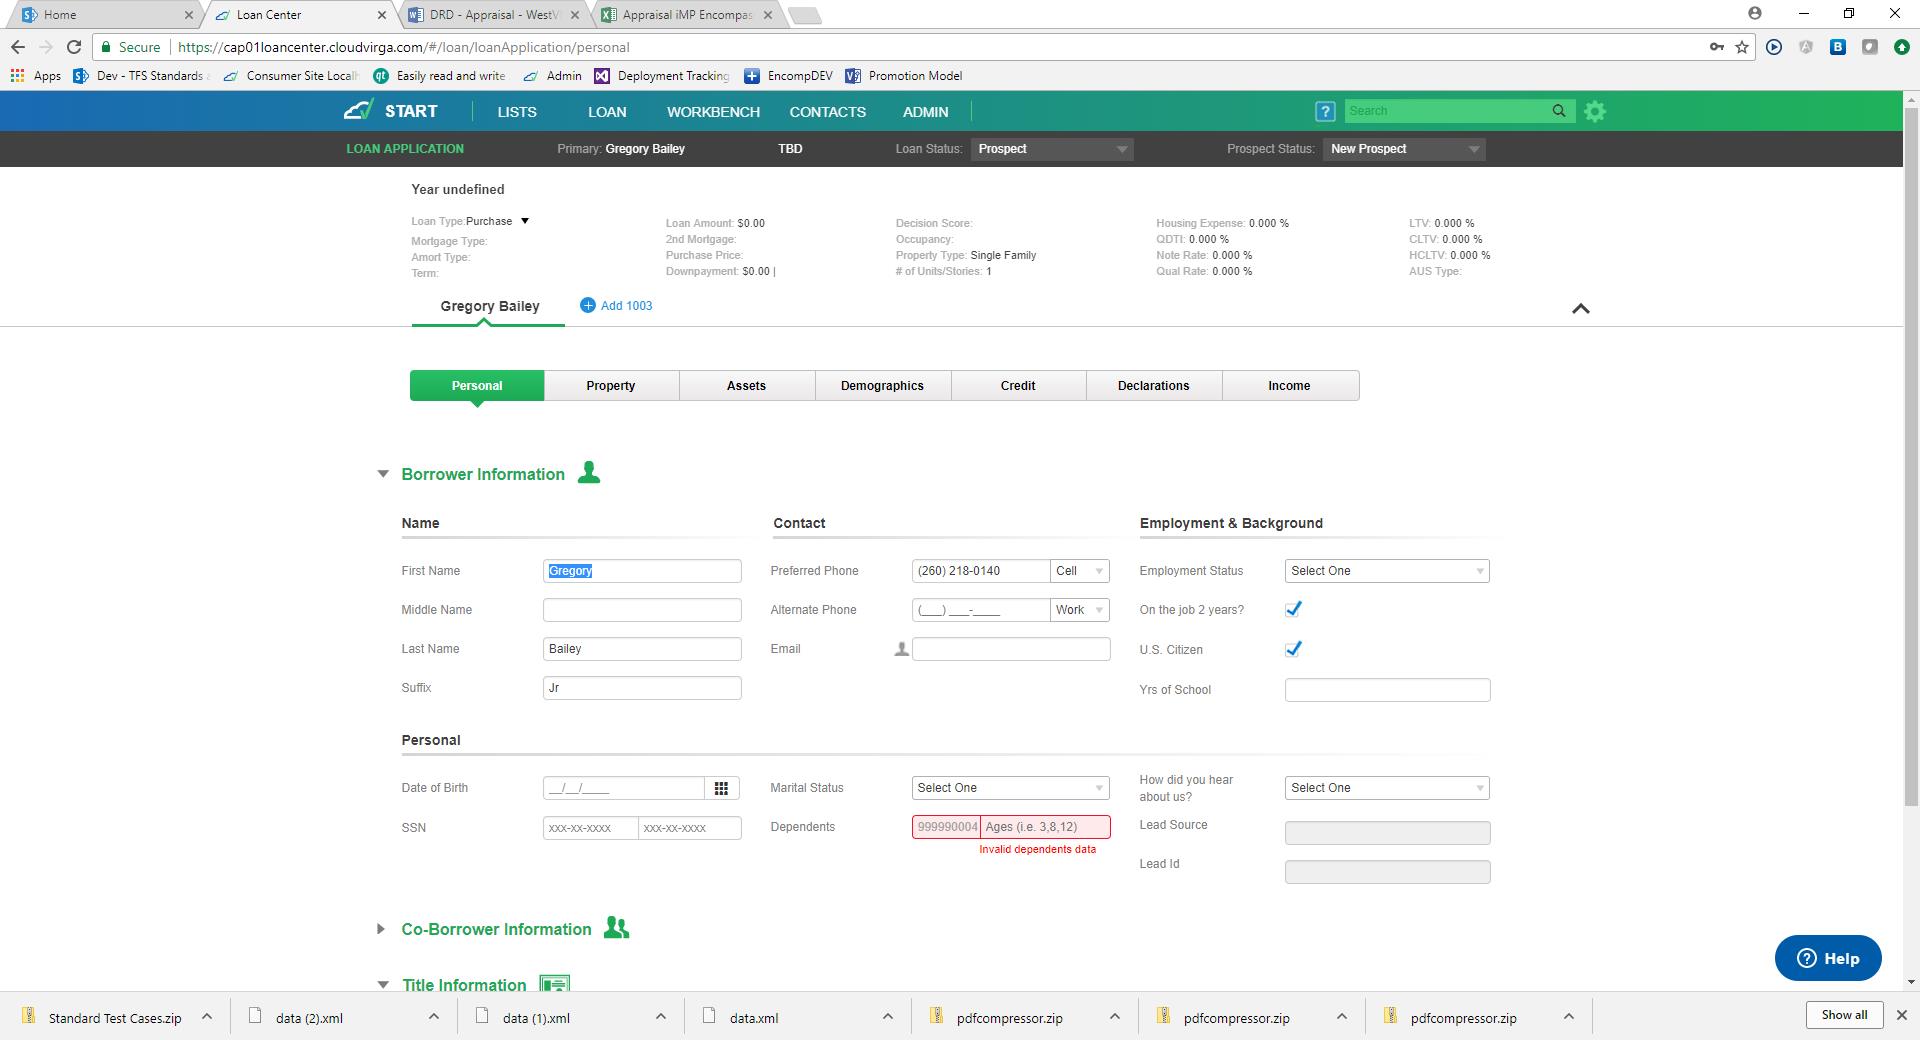 Home
Loan Center
DRD - Appraisal - WestV
Appraisal iMP Encompas
Secure
https://cap01loancenter.cloudvirga.com/#/loan/loanApplication/personal
Apps
Dev - TFS Standards
Consumer Site Local
Easily read and write
Admin
Deployment Tracking
EncompDEV
Promotion Model
START
LISTS
LOAN
WORKBENCH
CONTACTS
ADMIN
?
Search
LOAN APPLICATION
Primary: Gregory Bailey
TBD
Loan Status: Prospect
Prospect Status: New Prospect
Year undefined
Loan Type:Purchase
Mortgage Type:
Amort Type:
Term:
Loan Amount: $0.00
2nd Mortgage:
Purchase Price:
Downpayment: $0.00 |
Decision Score:
Occupancy:
Property Type: Single Family
# of Units/Stories: 1
Housing Expense: 0.000 %
QDTI: 0.000 %
Note Rate: 0.000 %
Qual Rate: 0.000 %
LTV: 0.000 %
CLTV: 0.000 %
HCLTV: 0.000 %
AUS Type:
Gregory Bailey
Add 1003
Personal
Property
Assets
Demographics
Credit
Declarations
Income
Borrower Information
Name
First Name Gregory
Middle Name
Last Name Bailey
Suffix Jr
Contact
Preferred Phone (260) 218-0140 Cell
Alternate Phone (___) ___-____ Work
Email
Employment & Background
Employment Status Select One
On the job 2 years?
U.S. Citizen
Yrs of School
Personal
Date of Birth __/__/____
SSN xxx-xx-xxxx xxx-xx-xxxx
Marital Status Select One
Dependents 999990004 Ages (i.e. 3,8,12)
Invalid dependents data
How did you hear
about us? Select One
Lead Source
Lead Id
Co-Borrower Information
Title Information
? Help
Standard Test Cases.zip
data (2).xml
data (1).xml
data.xml
pdfcompressor.zip
pdfcompressor.zip
pdfcompressor.zip
Show all